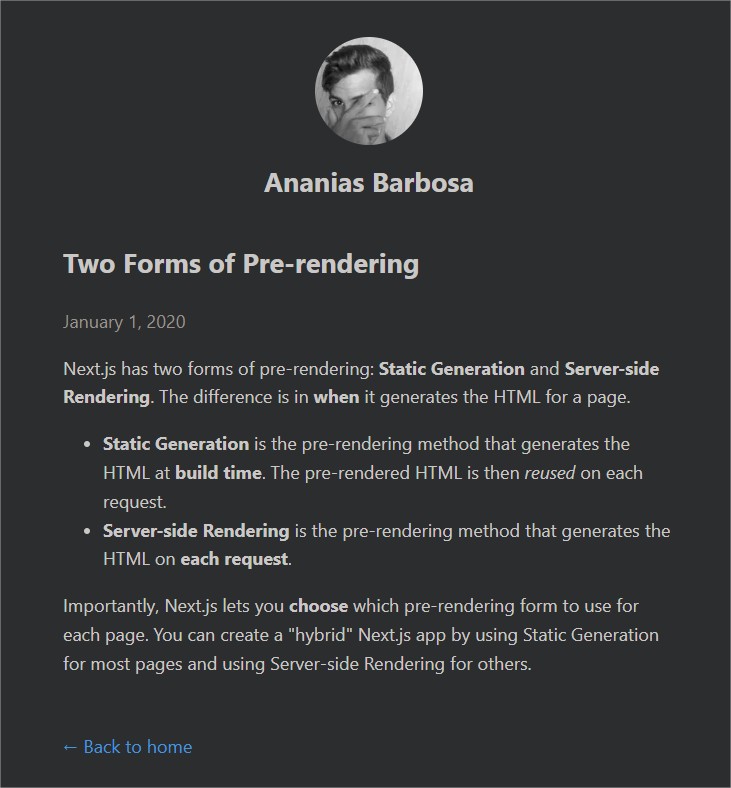 Ananias Barbosa
Two Forms of Pre-rendering
January 1, 2020
Next.js has two forms of pre-rendering: Static Generation and Server-side
Rendering. The difference is in when it generates the HTML for a page.
• Static Generation is the pre-rendering method that generates the
HTML at build time. The pre-rendered HTML is then reused on each
request.
• Server-side Rendering is the pre-rendering method that generates the
HTML on each request.
Importantly, Next.js lets you choose which pre-rendering form to use for
each page. You can create a "hybrid" Next.js app by using Static Generation
for most pages and using Server-side Rendering for others.
← Back to home